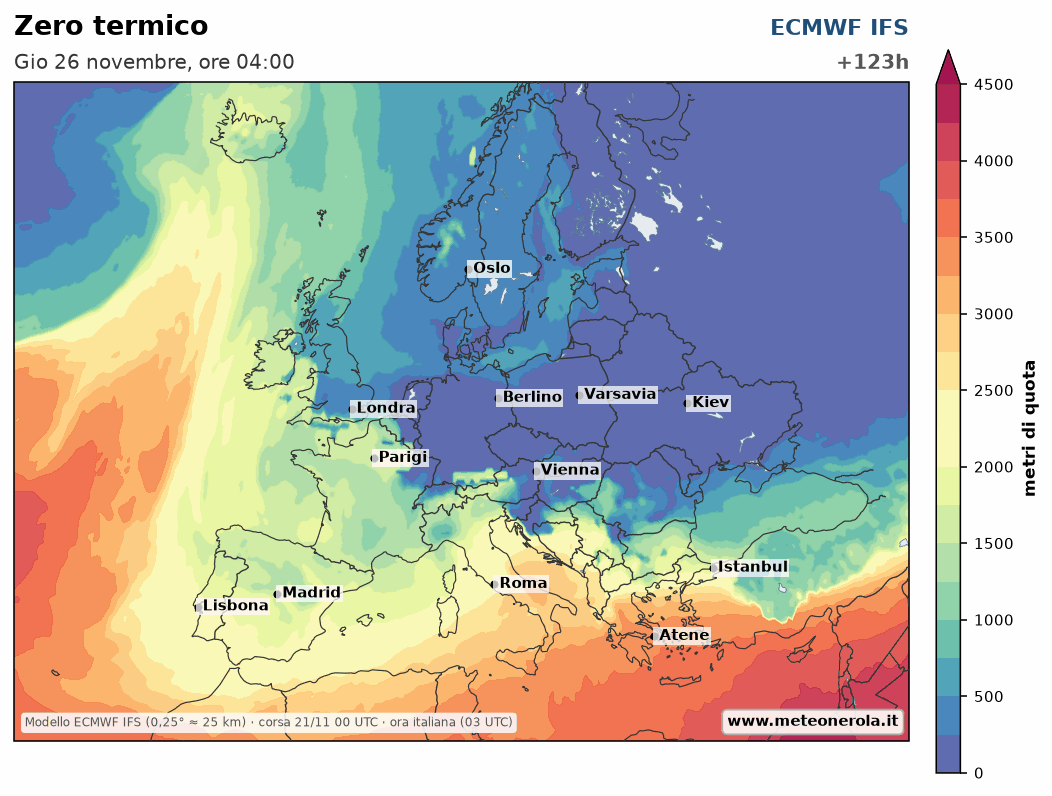 Zero termico
ECMWF IFS
Gio 26 novembre, ore 04:00
+123h
4500
4000
3500
3000
2500
2000
1500
1000
500
0
metri di quota
Oslo
Londra
Berlino
Varsavia
Kiev
Parigi
Vienna
Istanbul
Roma
Madrid
Lisbona
Atene
Modello ECMWF IFS (0,25° ≈ 25 km) · corsa 21/11 00 UTC · ora italiana (03 UTC)
www.meteonerola.it